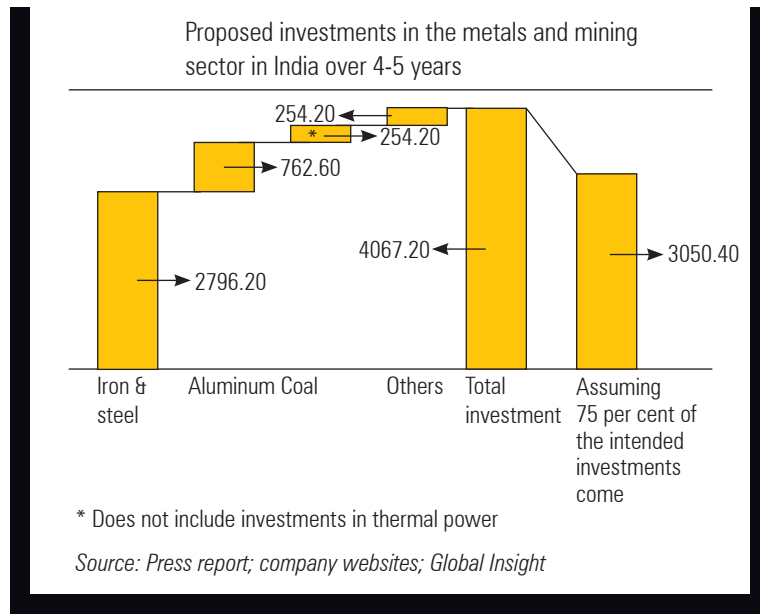 Proposed investments in the metals and mining
sector in India over 4-5 years
254.20
*
254.20
762.60
4067.20
3050.40
2796.20
Iron &
steel
Aluminum Coal
Others
Total
investment
Assuming
75 per cent of
the intended
investments
come
* Does not include investments in thermal power
Source: Press report; company websites; Global Insight